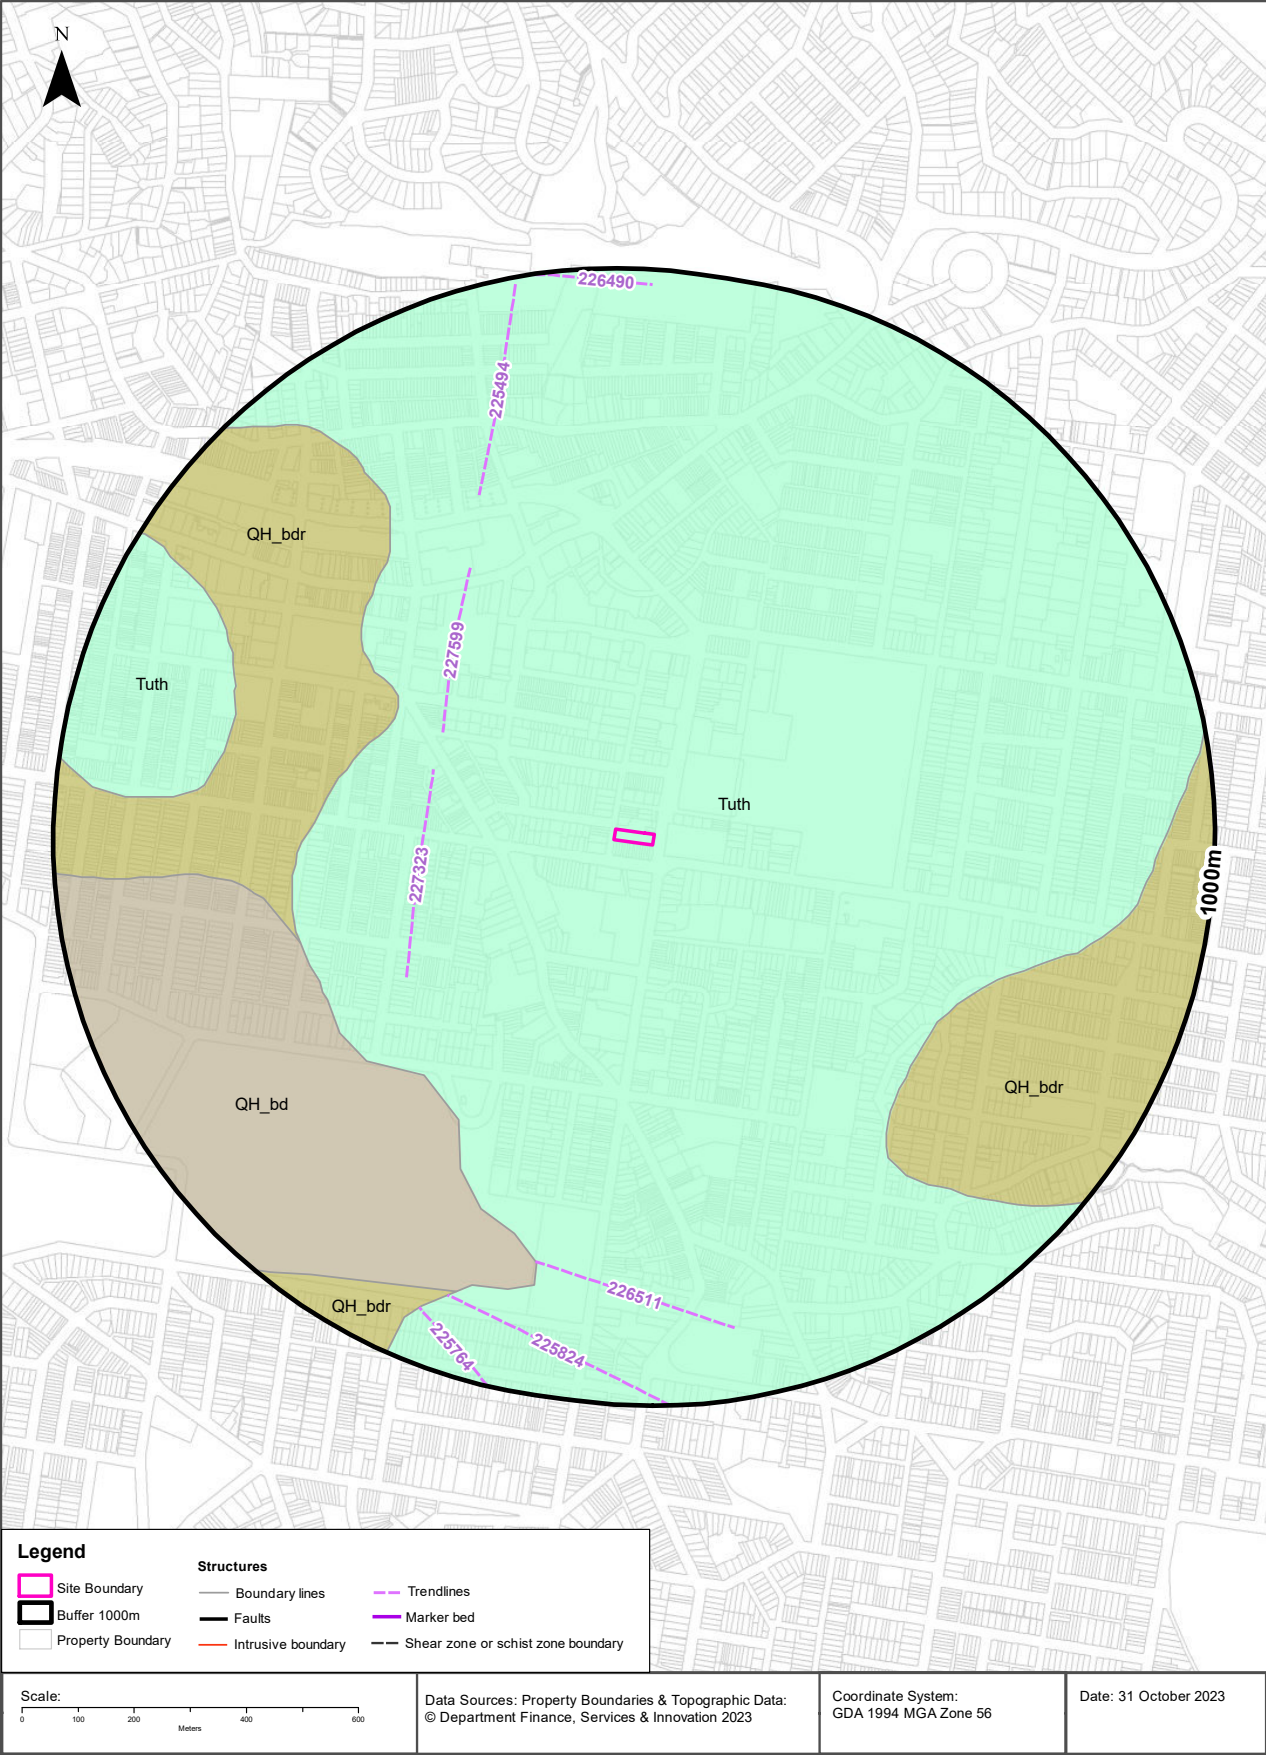 N
226490
225494
QH_bdr
227599
Tuth
Tuth
227323
1000m
QH_bdr
QH_bd
226511
QH_bdr
225764
225824
Legend
Site Boundary
Buffer 1000m
Property Boundary
Structures
Boundary lines
Faults
Intrusive boundary
Trendlines
Marker bed
Shear zone or schist zone boundary
Scale:
0 100 200 400 600
Meters
Data Sources: Property Boundaries & Topographic Data:
© Department Finance, Services & Innovation 2023
Coordinate System:
GDA 1994 MGA Zone 56
Date: 31 October 2023